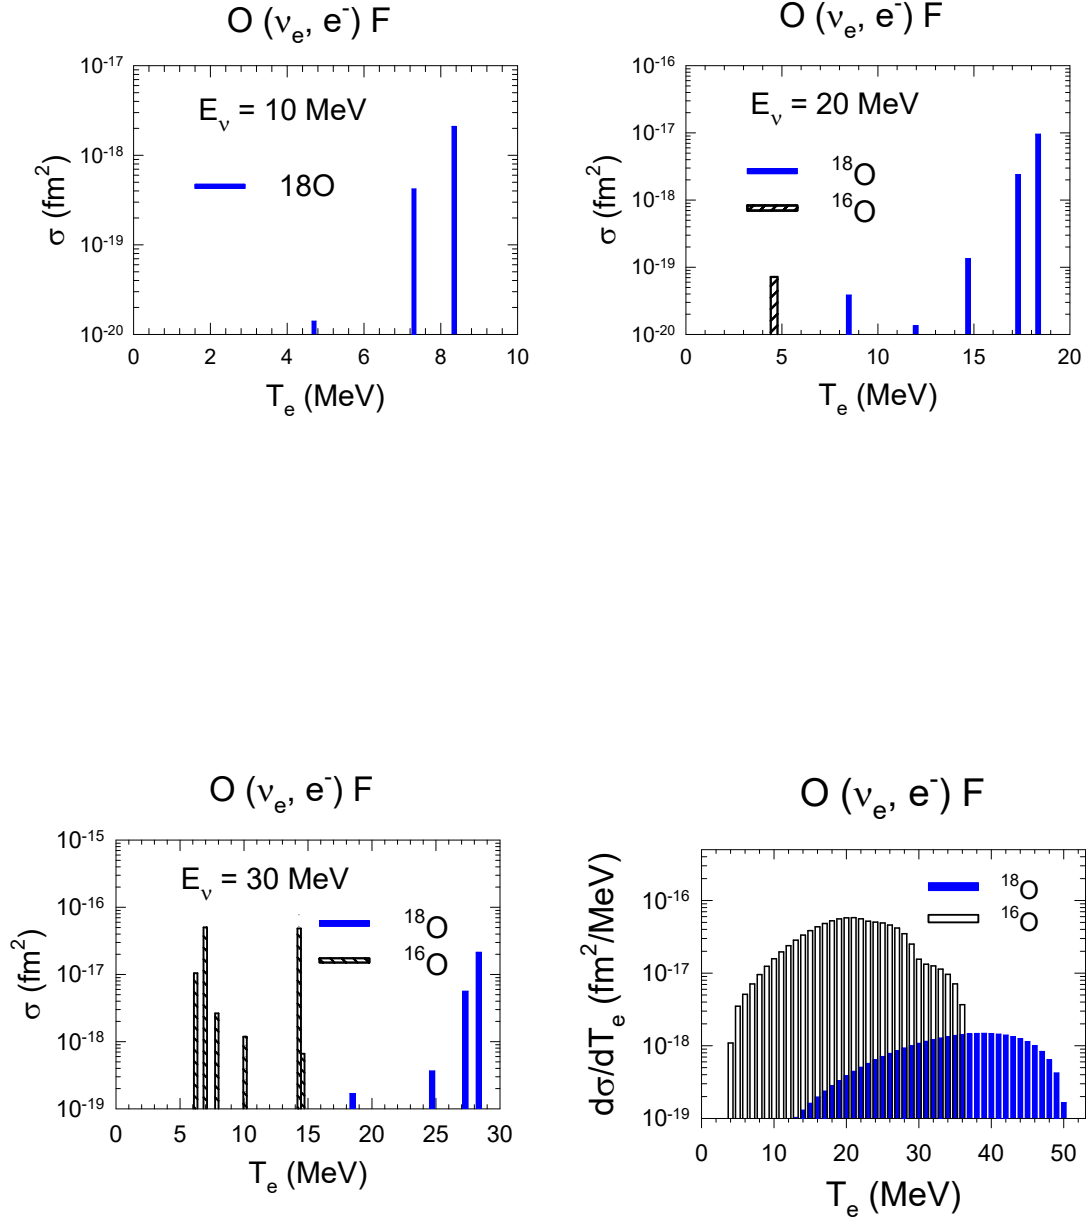 O (νₑ, e⁻) F
10⁻¹⁷
10⁻¹⁸
10⁻¹⁹
10⁻²⁰
σ (fm²)
E_ν = 10 MeV
18O
0 2 4 6 8 10
Tₑ (MeV)
O (νₑ, e⁻) F
10⁻¹⁶
10⁻¹⁷
10⁻¹⁸
10⁻¹⁹
10⁻²⁰
σ (fm²)
E_ν = 20 MeV
¹⁸O
¹⁶O
0 5 10 15 20
Tₑ (MeV)
O (νₑ, e⁻) F
10⁻¹⁵
10⁻¹⁶
10⁻¹⁷
10⁻¹⁸
10⁻¹⁹
σ (fm²)
E_ν = 30 MeV
¹⁸O
¹⁶O
0 5 10 15 20 25 30
Tₑ (MeV)
O (νₑ, e⁻) F
10⁻¹⁶
10⁻¹⁷
10⁻¹⁸
10⁻¹⁹
dσ/dTₑ (fm²/MeV)
¹⁸O
¹⁶O
0 10 20 30 40 50
Tₑ (MeV)